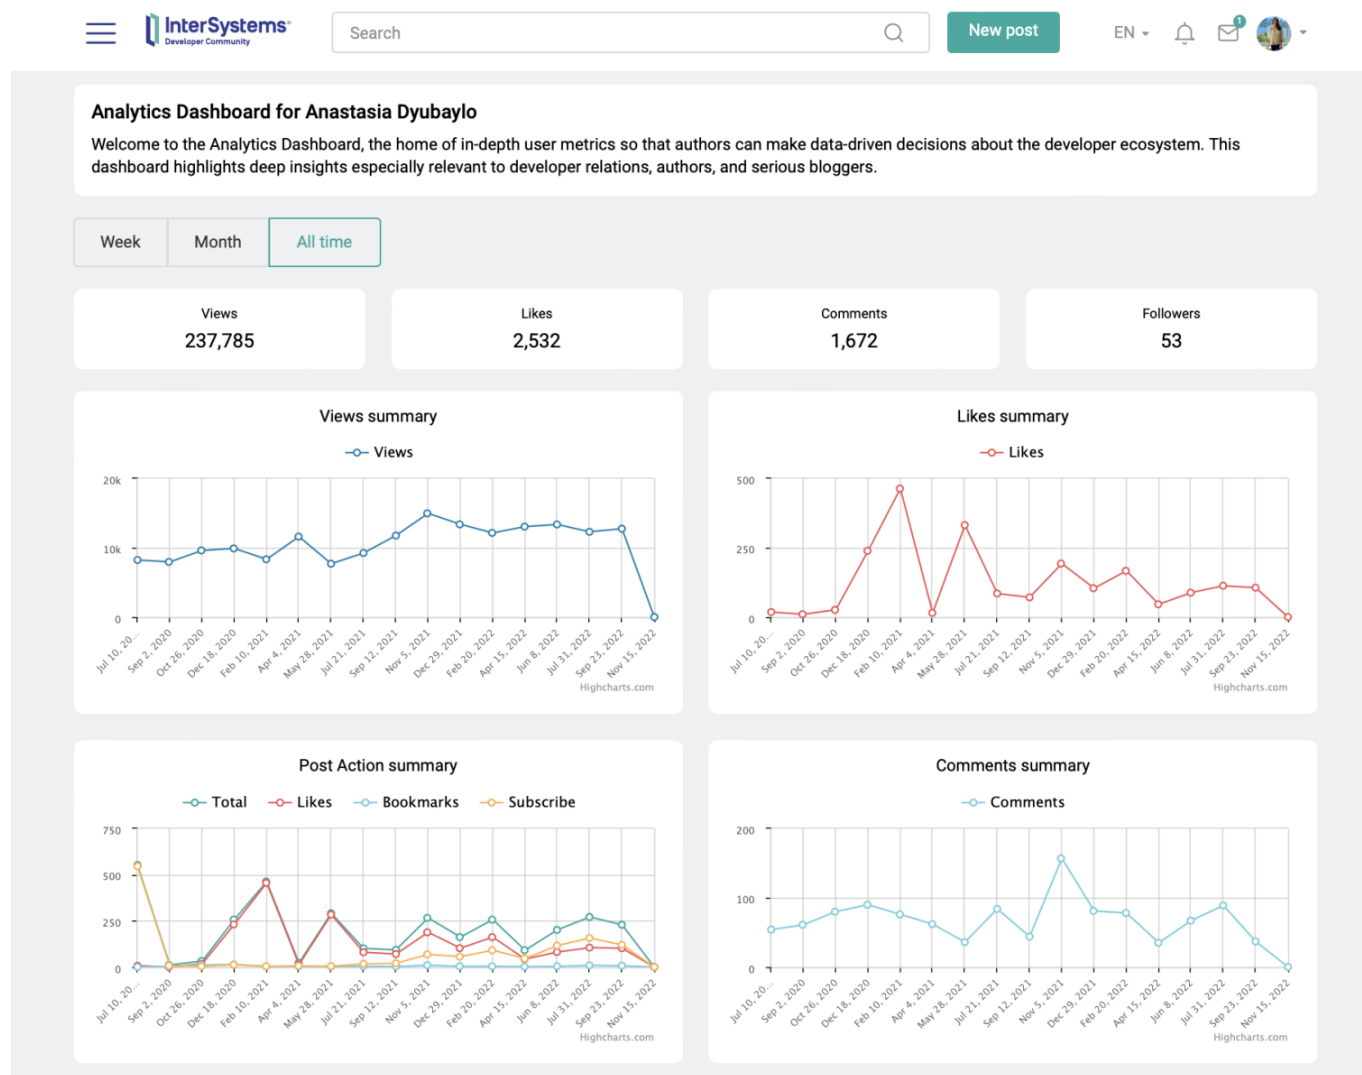 InterSystems®
Developer Community
Search
New post
EN
1
Analytics Dashboard for Anastasia Dyubaylo
Welcome to the Analytics Dashboard, the home of in-depth user metrics so that authors can make data-driven decisions about the developer ecosystem. This
dashboard highlights deep insights especially relevant to developer relations, authors, and serious bloggers.
Week Month All time
Views Likes Comments Followers
237,785 2,532 1,672 53
Views summary
Views
20k
10k
0
Jul 10, 20... Sep 2, 2020 Oct 26, 2020 Dec 18, 2020 Feb 10, 2021 Apr 4, 2021 May 28, 2021 Jul 21, 2021 Sep 12, 2021 Nov 5, 2021 Dec 29, 2021 Feb 20, 2022 Apr 15, 2022 Jun 8, 2022 Jul 31, 2022 Sep 23, 2022 Nov 15, 2022
Highcharts.com
Likes summary
Likes
500
250
0
Jul 10, 20... Sep 2, 2020 Oct 26, 2020 Dec 18, 2020 Feb 10, 2021 Apr 4, 2021 May 28, 2021 Jul 21, 2021 Sep 12, 2021 Nov 5, 2021 Dec 29, 2021 Feb 20, 2022 Apr 15, 2022 Jun 8, 2022 Jul 31, 2022 Sep 23, 2022 Nov 15, 2022
Highcharts.com
Post Action summary
Total Likes Bookmarks Subscribe
750
500
250
0
Jul 10, 20... Sep 2, 2020 Oct 26, 2020 Dec 18, 2020 Feb 10, 2021 Apr 4, 2021 May 28, 2021 Jul 21, 2021 Sep 12, 2021 Nov 5, 2021 Dec 29, 2021 Feb 20, 2022 Apr 15, 2022 Jun 8, 2022 Jul 31, 2022 Sep 23, 2022 Nov 15, 2022
Highcharts.com
Comments summary
Comments
200
100
0
Jul 10, 20... Sep 2, 2020 Oct 26, 2020 Dec 18, 2020 Feb 10, 2021 Apr 4, 2021 May 28, 2021 Jul 21, 2021 Sep 12, 2021 Nov 5, 2021 Dec 29, 2021 Feb 20, 2022 Apr 15, 2022 Jun 8, 2022 Jul 31, 2022 Sep 23, 2022 Nov 15, 2022
Highcharts.com